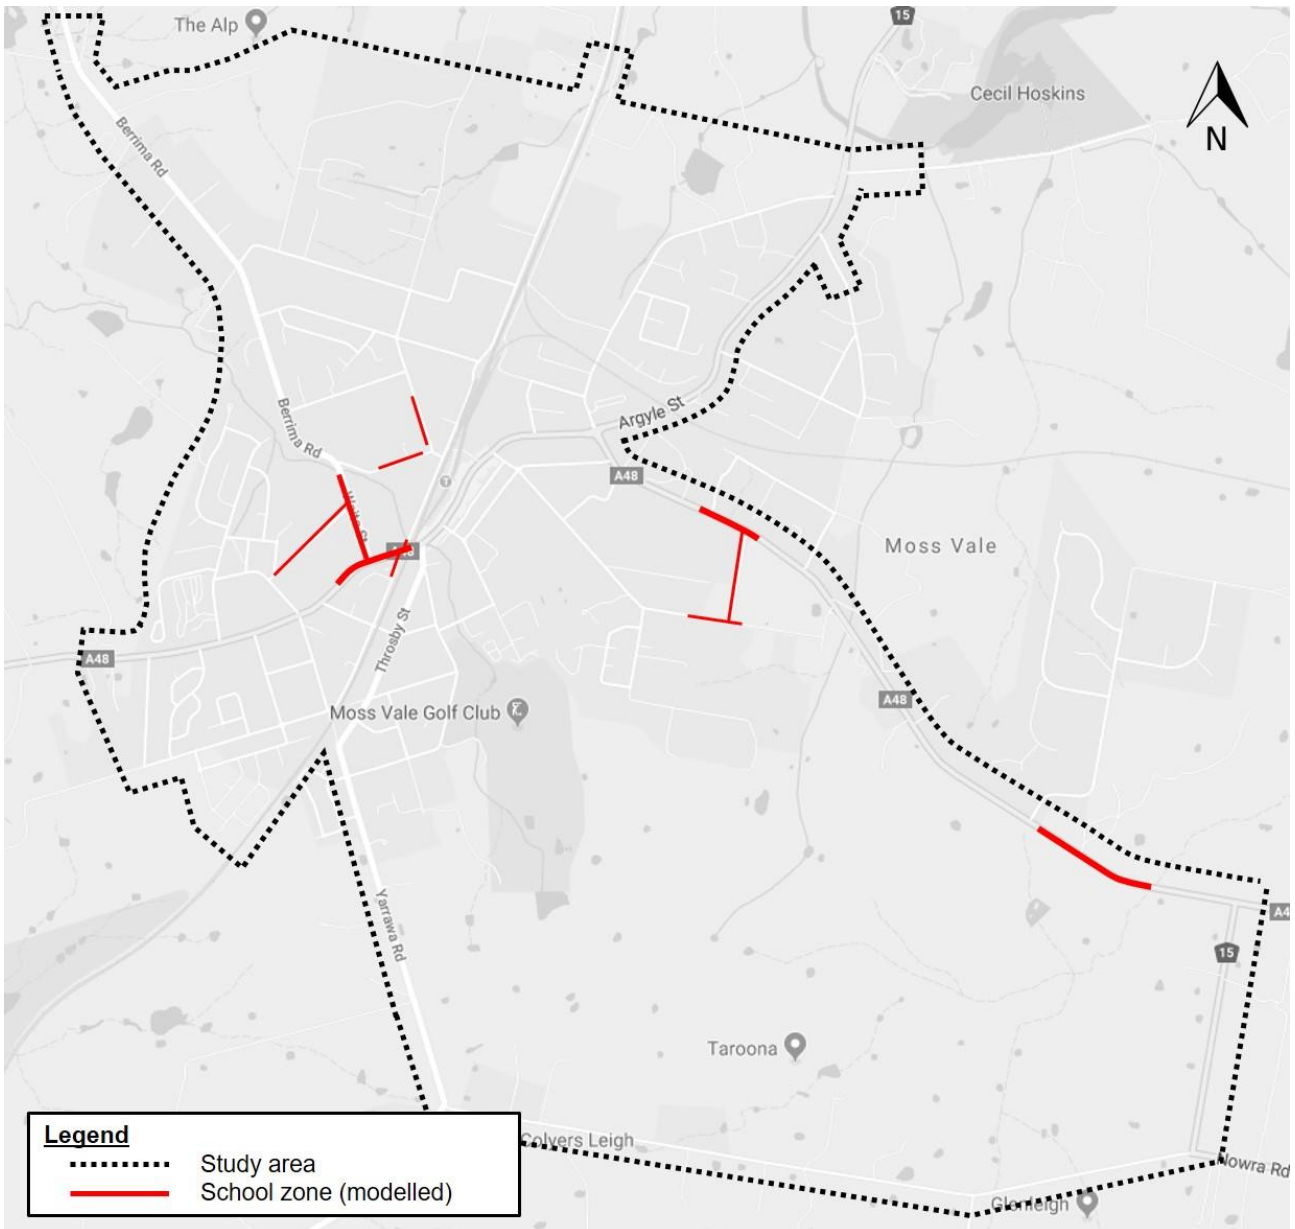 The Alp
15
Cecil Hoskins
N
Berrima Rd
Argyle St
Berrima Rd
A48
Waite St
A48
Moss Vale
Throsby St
A48
A48
Moss Vale Golf Club
Yarrawa Rd
15
Taroona
Legend
Study area
School zone (modelled)
Colvers Leigh
Nowra Rd
Glenleigh